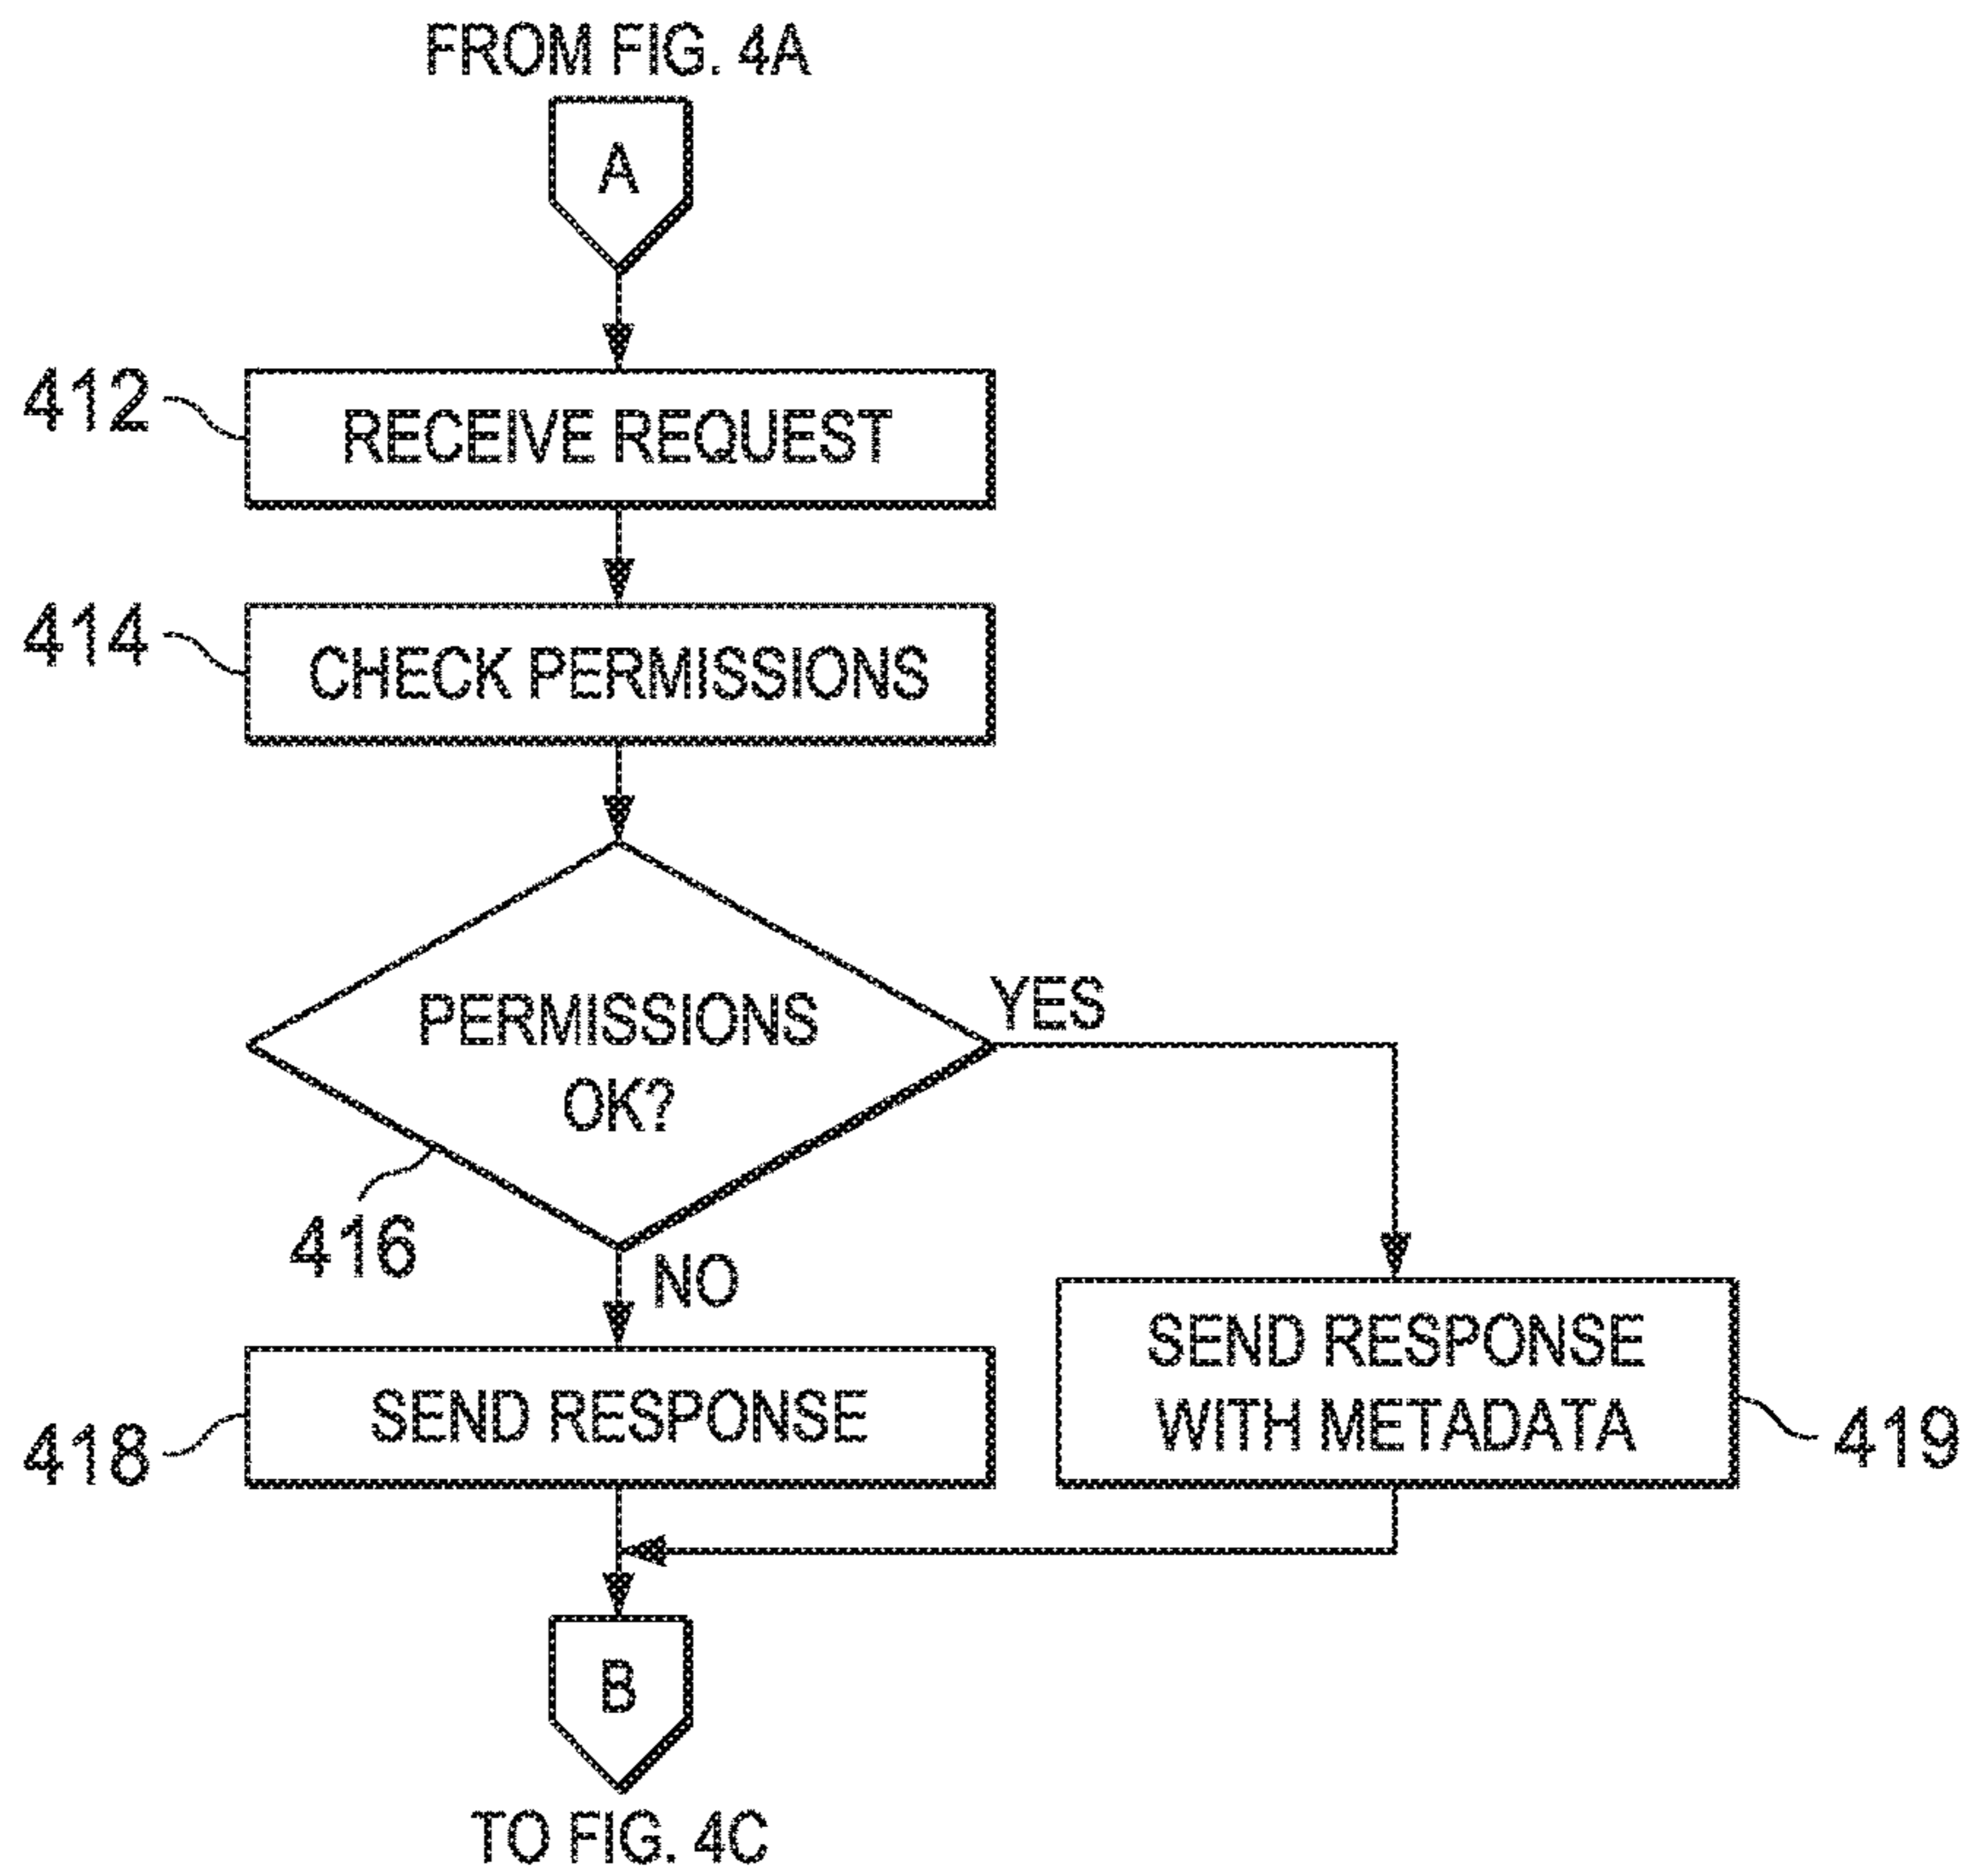 FROM FIG. 4A
A
412
RECEIVE REQUEST
414
CHECK PERMISSIONS
PERMISSIONS
OK?
YES
416
NO
SEND RESPONSE
WITH METADATA
419
418
SEND RESPONSE
B
TO FIG. 4C